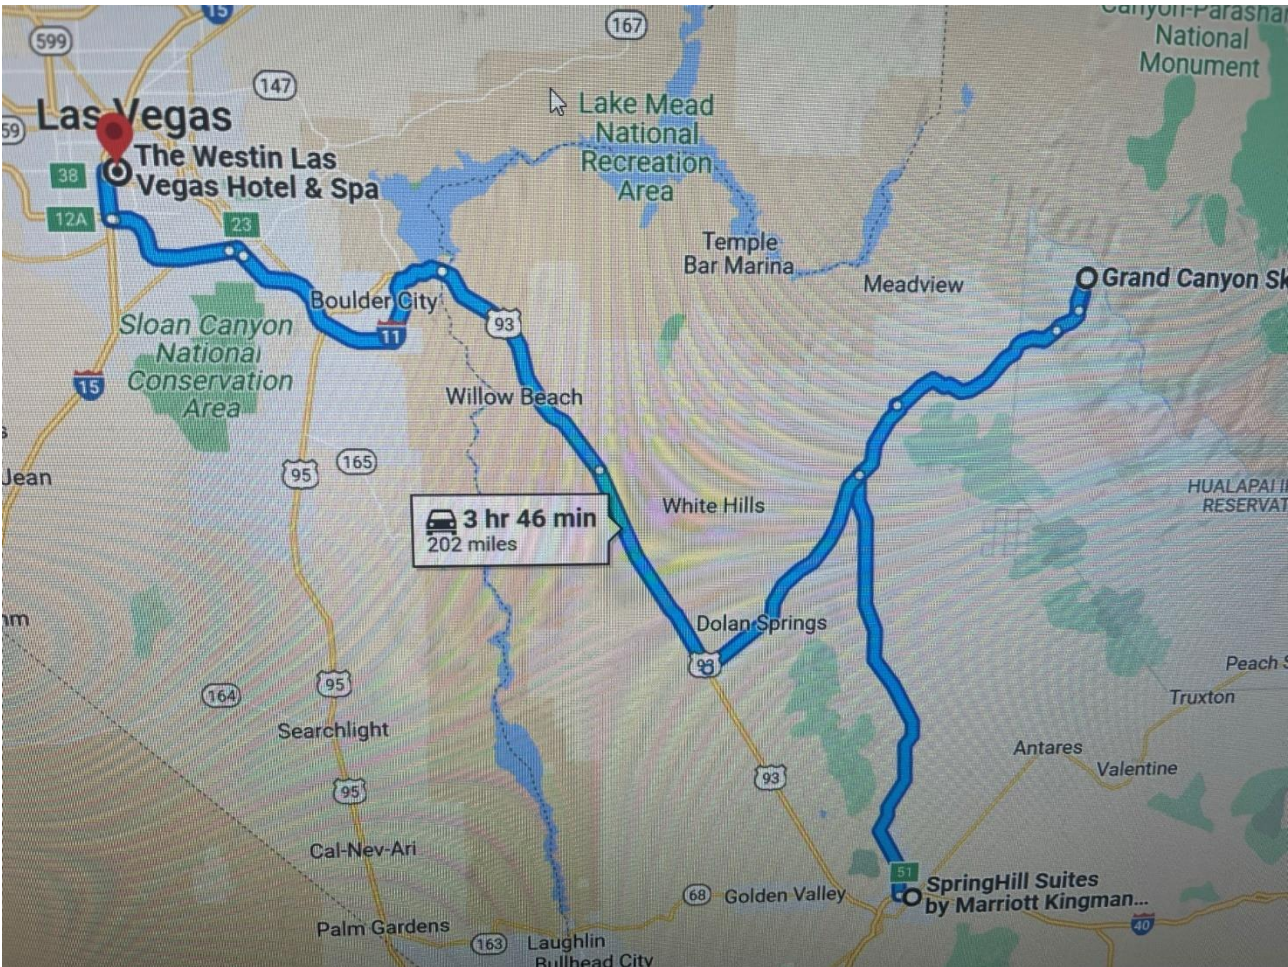 15
599
167
Canyon-Parasha
National
Monument
147
Las Vegas
Lake Mead
National
Recreation
Area
59
The Westin Las
Vegas Hotel & Spa
38
12A
23
Temple
Bar Marina
Meadview
Grand Canyon Sk
Boulder City
93
11
Sloan Canyon
National
Conservation
Area
15
Willow Beach
95
165
Jean
HUALAPAI
RESERVAT
White Hills
3 hr 46 min
202 miles
Dolan Springs
93
Peach S
164
95
Truxton
Searchlight
Antares
Valentine
93
95
Cal-Nev-Ari
51
SpringHill Suites
by Marriott Kingman...
68
Golden Valley
40
Palm Gardens
163
Laughlin
Bullhead City